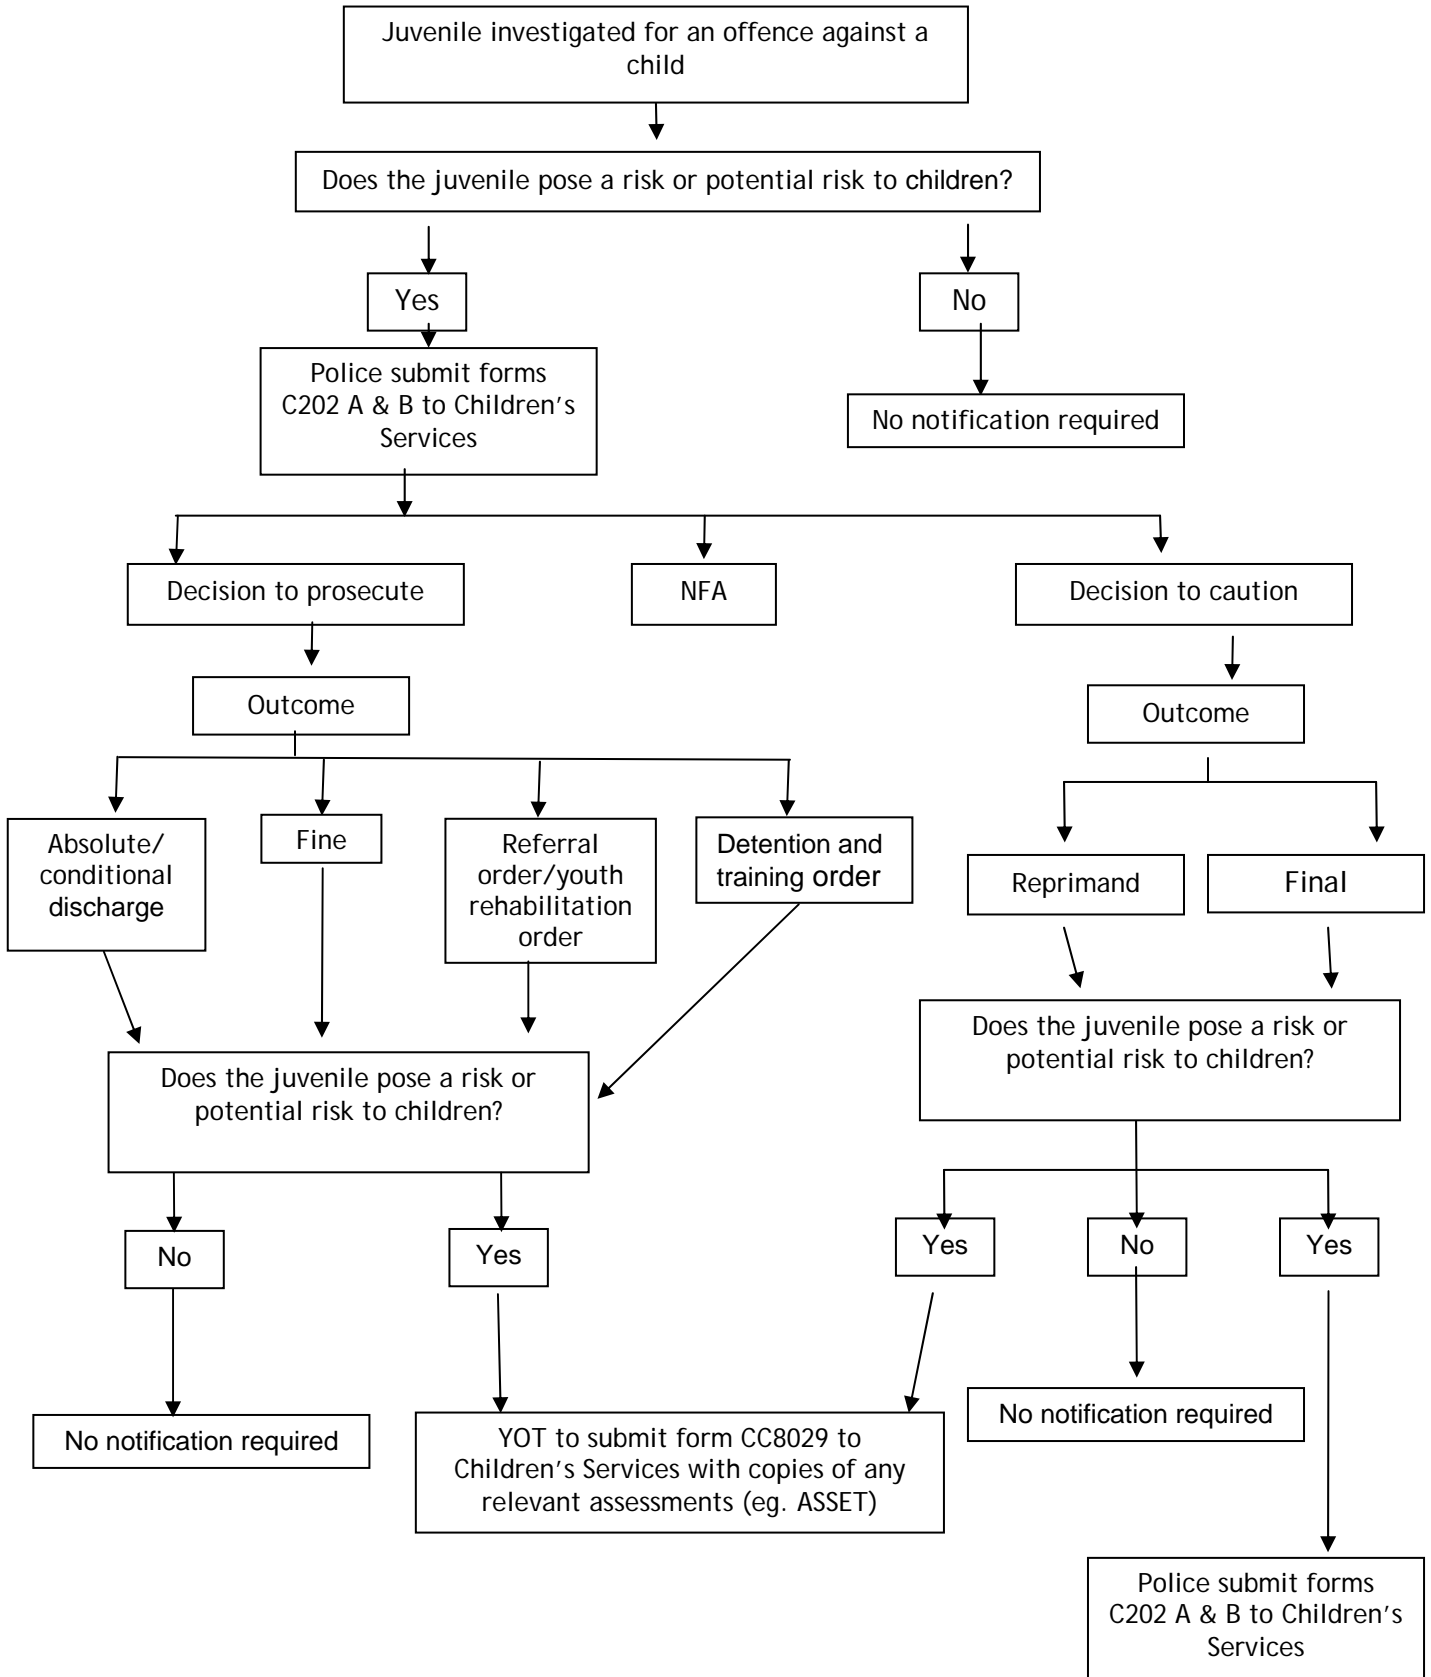 Juvenile investigated for an offence against a
child
Does the juvenile pose a risk or potential risk to children?
Yes
No
Police submit forms
C202 A & B to Children's
Services
No notification required
Decision to prosecute
NFA
Decision to caution
Outcome
Outcome
Absolute/
conditional
discharge
Fine
Referral
order/youth
rehabilitation
order
Detention and
training order
Reprimand
Final
Does the juvenile pose a risk or
potential risk to children?
Does the juvenile pose a risk or
potential risk to children?
No
Yes
Yes
No
Yes
No notification required
YOT to submit form CC8029 to
Children's Services with copies of any
relevant assessments (eg. ASSET)
No notification required
Police submit forms
C202 A & B to Children's
Services